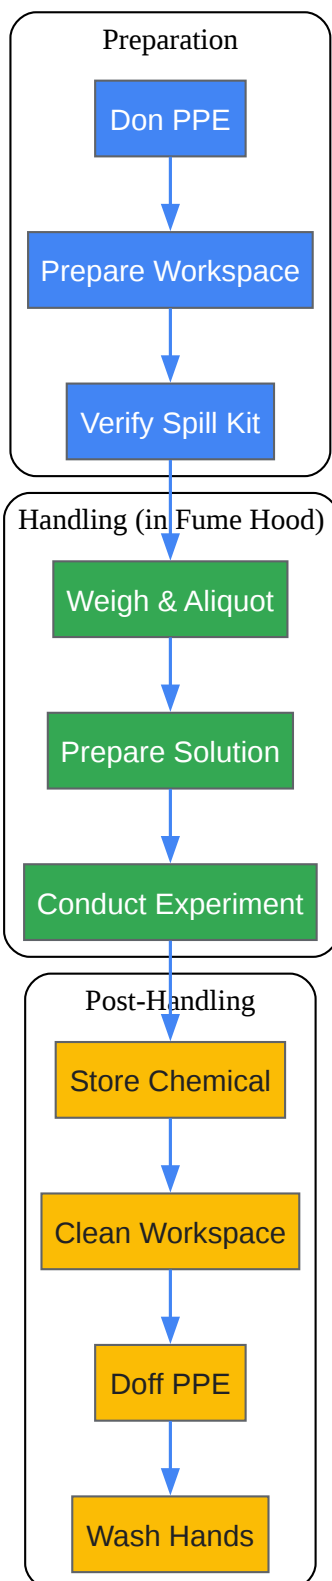 Preparation
Don PPE
Prepare Workspace
Verify Spill Kit
Handling (in Fume Hood)
Weigh & Aliquot
Prepare Solution
Conduct Experiment
Post-Handling
Store Chemical
Clean Workspace
Doff PPE
Wash Hands